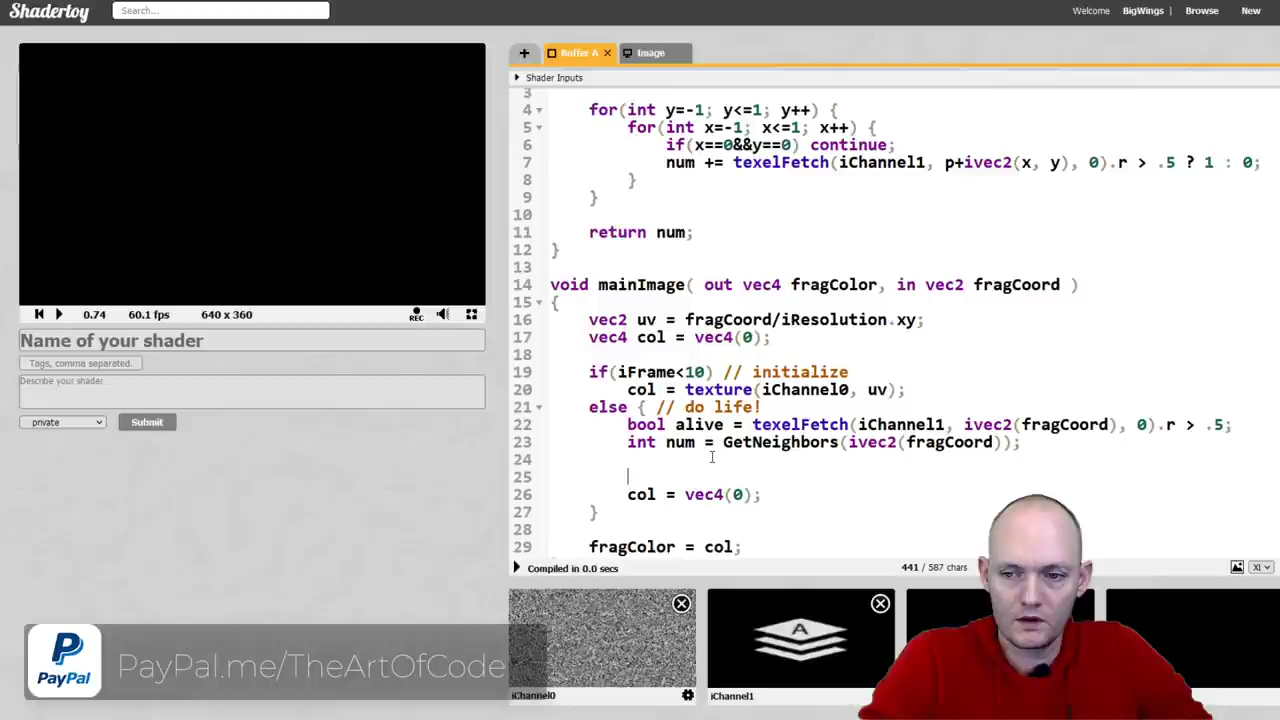 Shadertoy
Search...
Welcome BigWings | Browse New
+ Buffer A × Image
Shader Inputs
3
4 for(int y=-1; y<=1; y++) {
5 for(int x=-1; x<=1; x++) {
6 if(x==0&&y==0) continue;
7 num += texelFetch(iChannel1, p+ivec2(x, y), 0).r > .5 ? 1 : 0;
8 }
9 }
10
11 return num;
12 }
13
14 void mainImage( out vec4 fragColor, in vec2 fragCoord )
15 {
16 vec2 uv = fragCoord/iResolution.xy;
17 vec4 col = vec4(0);
18
19 if(iFrame<10) // initialize
20 col = texture(iChannel0, uv);
21 else { // do life!
22 bool alive = texelFetch(iChannel1, ivec2(fragCoord), 0).r > .5;
23 int num = GetNeighbors(ivec2(fragCoord));
24
25
26 col = vec4(0);
27 }
28
29 fragColor = col;
0.74 60.1 fps 640 x 360 REC
Name of your shader
Tags, comma separated.
Describe your shader
private Submit
Compiled in 0.0 secs 441 / 587 chars Xl
A
iChannel0 iChannel1
PayPal PayPal.me/TheArtOfCode